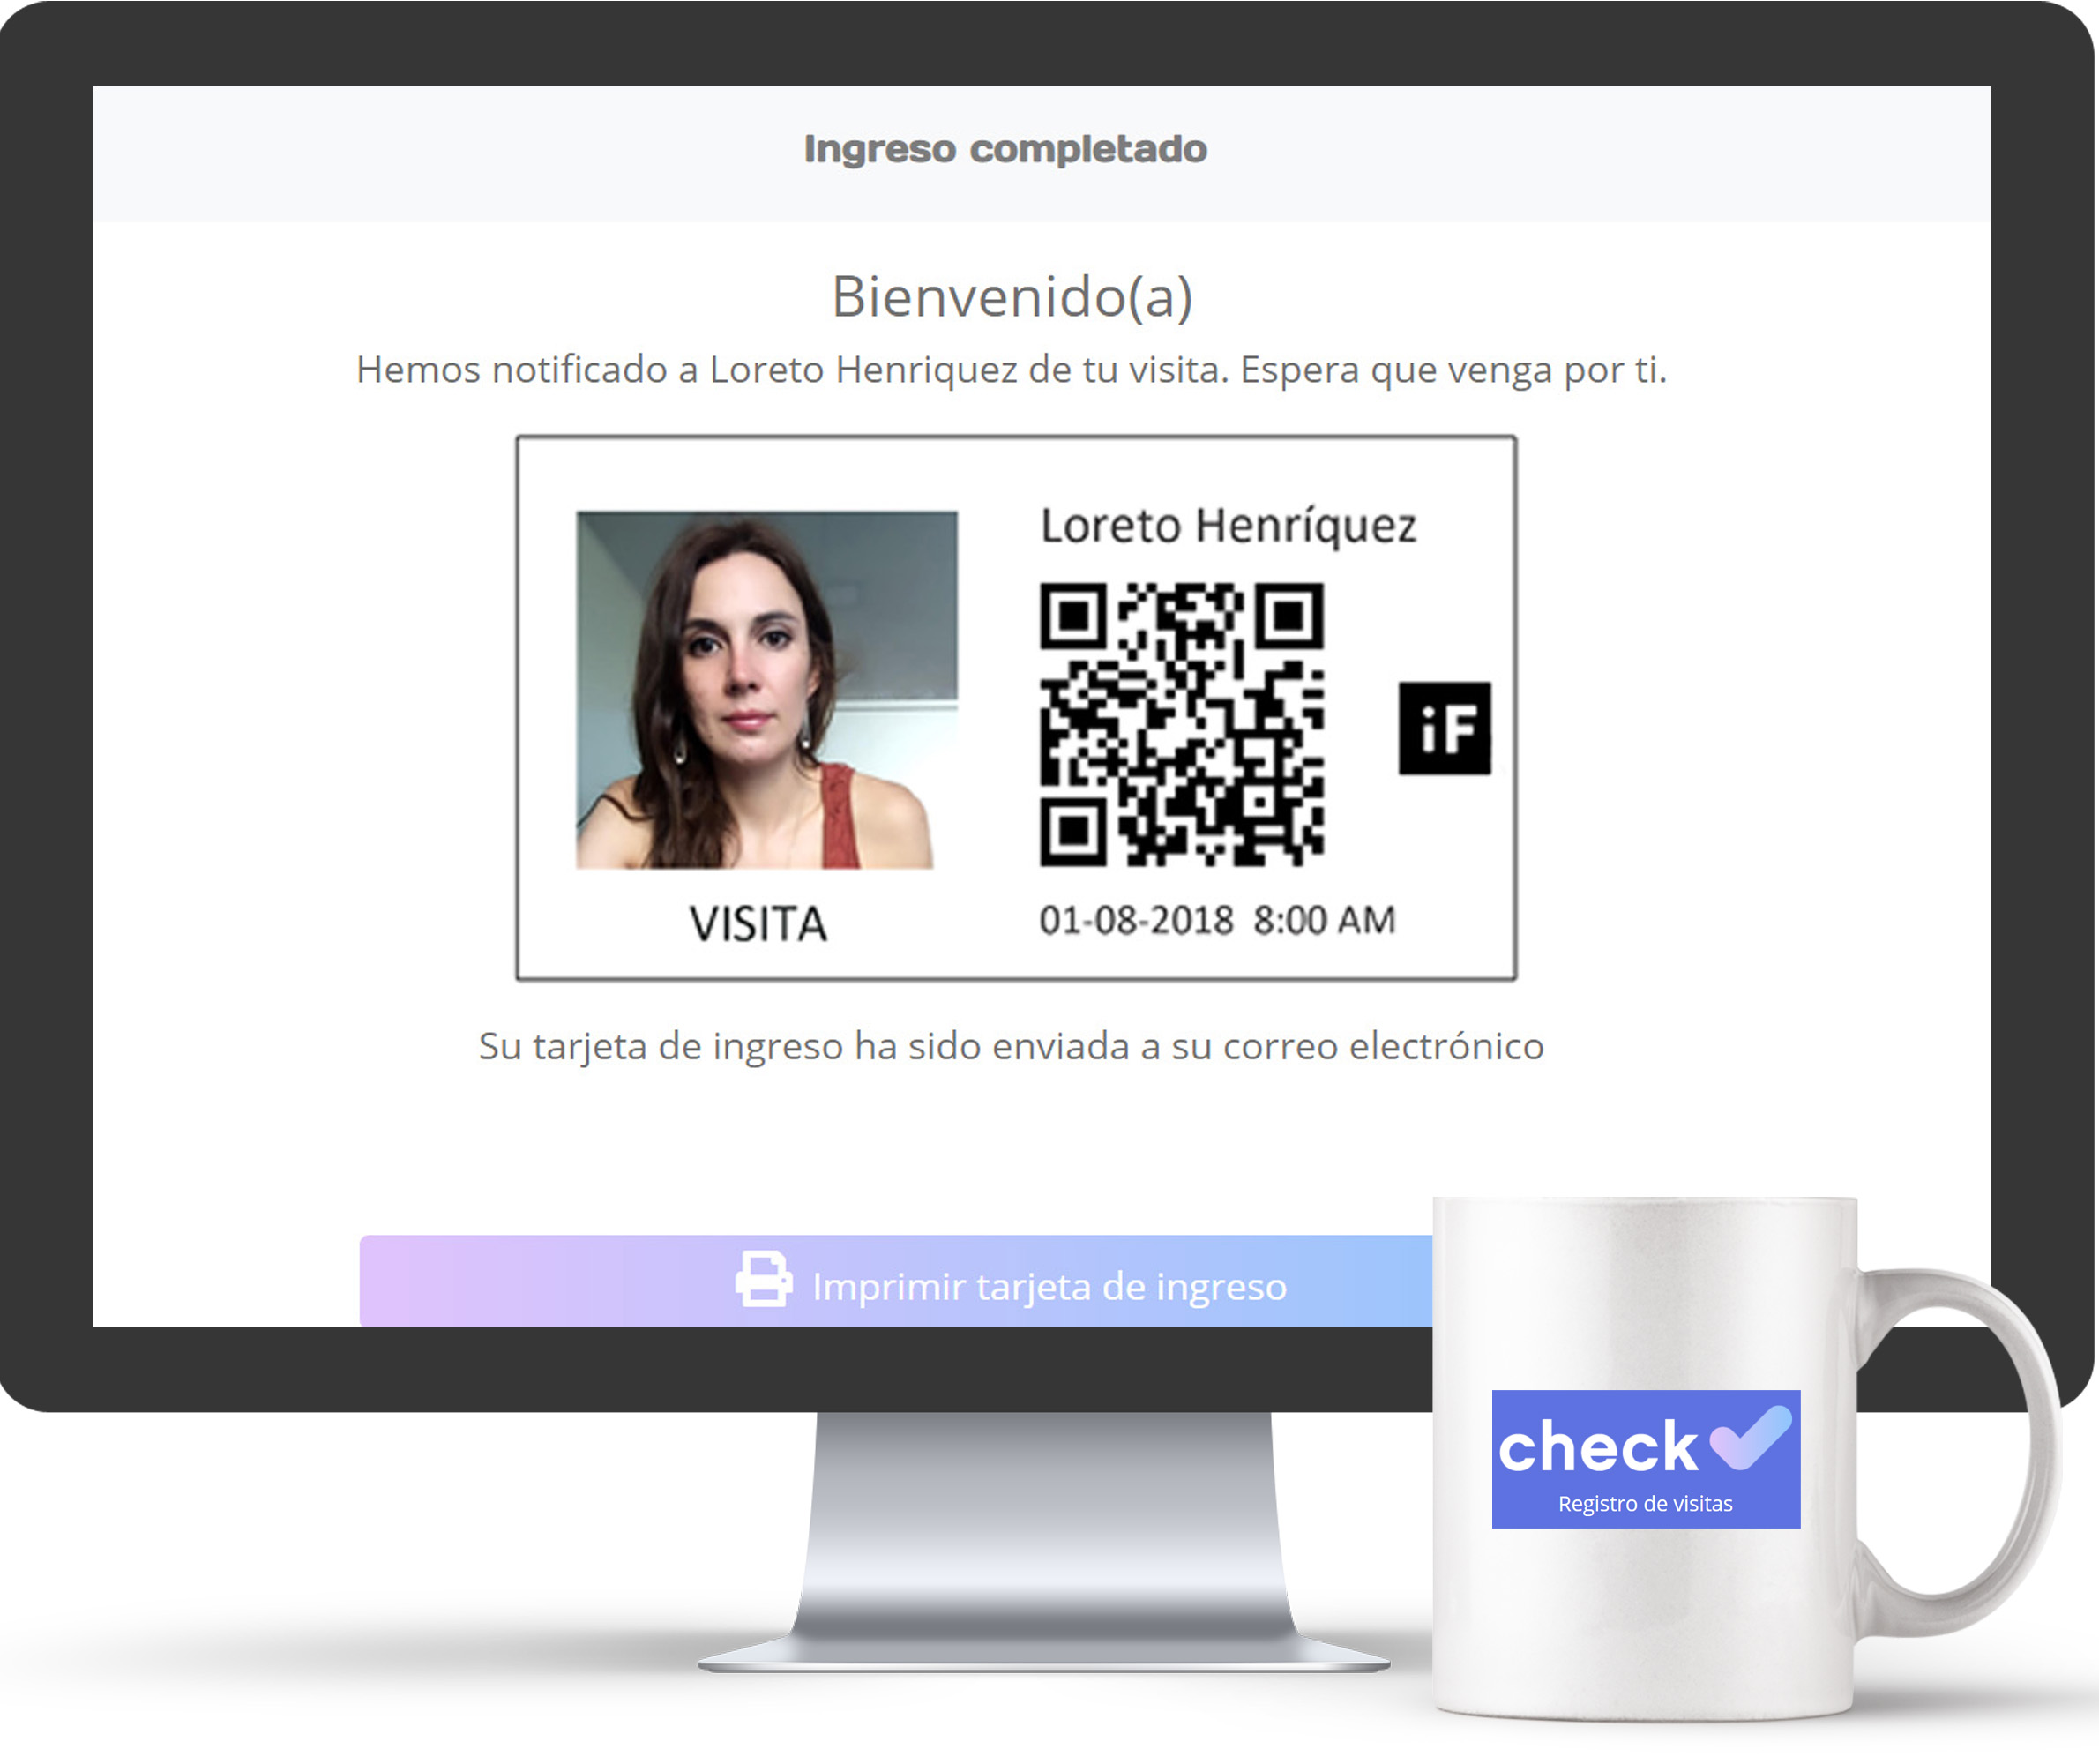 Ingreso completado
Bienvenido(a)
Hemos notificado a Loreto Henriquez de tu visita. Espera que venga por ti.
Loreto Henríquez
iF
VISITA
01-08-2018 8:00 AM
Su tarjeta de ingreso ha sido enviada a su correo electrónico
Imprimir tarjeta de ingreso
check
Registro de visitas